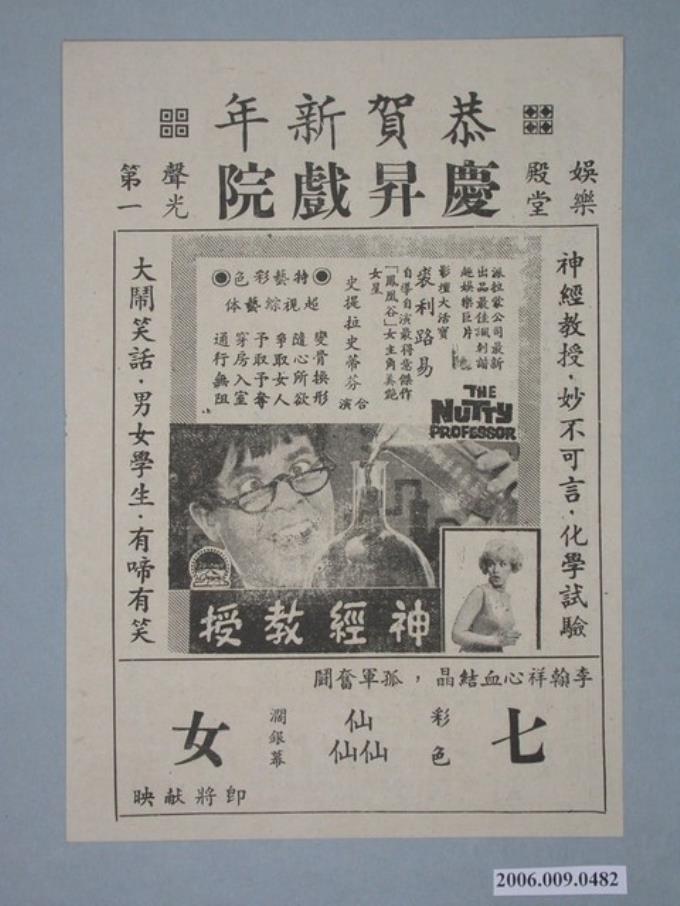 恭賀新年
娛樂殿堂
慶昇戲院
聲光第一
神經教授·妙不可言·化學試驗
派拉蒙公司最新
出品最佳諷刺諧
趣娛樂巨片
影壇大活寶
裘利路易
自導自演最得意傑作
「鳳凰谷」女主角美艷
女星
史提拉史蒂芬
合演
特藝彩色
超視綜藝體
變骨換形
隨心所欲
爭取女人
予取予奪
穿房入室
通行無阻
THE
NUTTY
PROFESSOR
神經教授
大鬧笑話·男女學生·有啼有笑
李翰祥心血結晶，孤軍奮鬪
七仙女
彩色
仙仙
濶銀幕
即將獻映
2006.009.0482